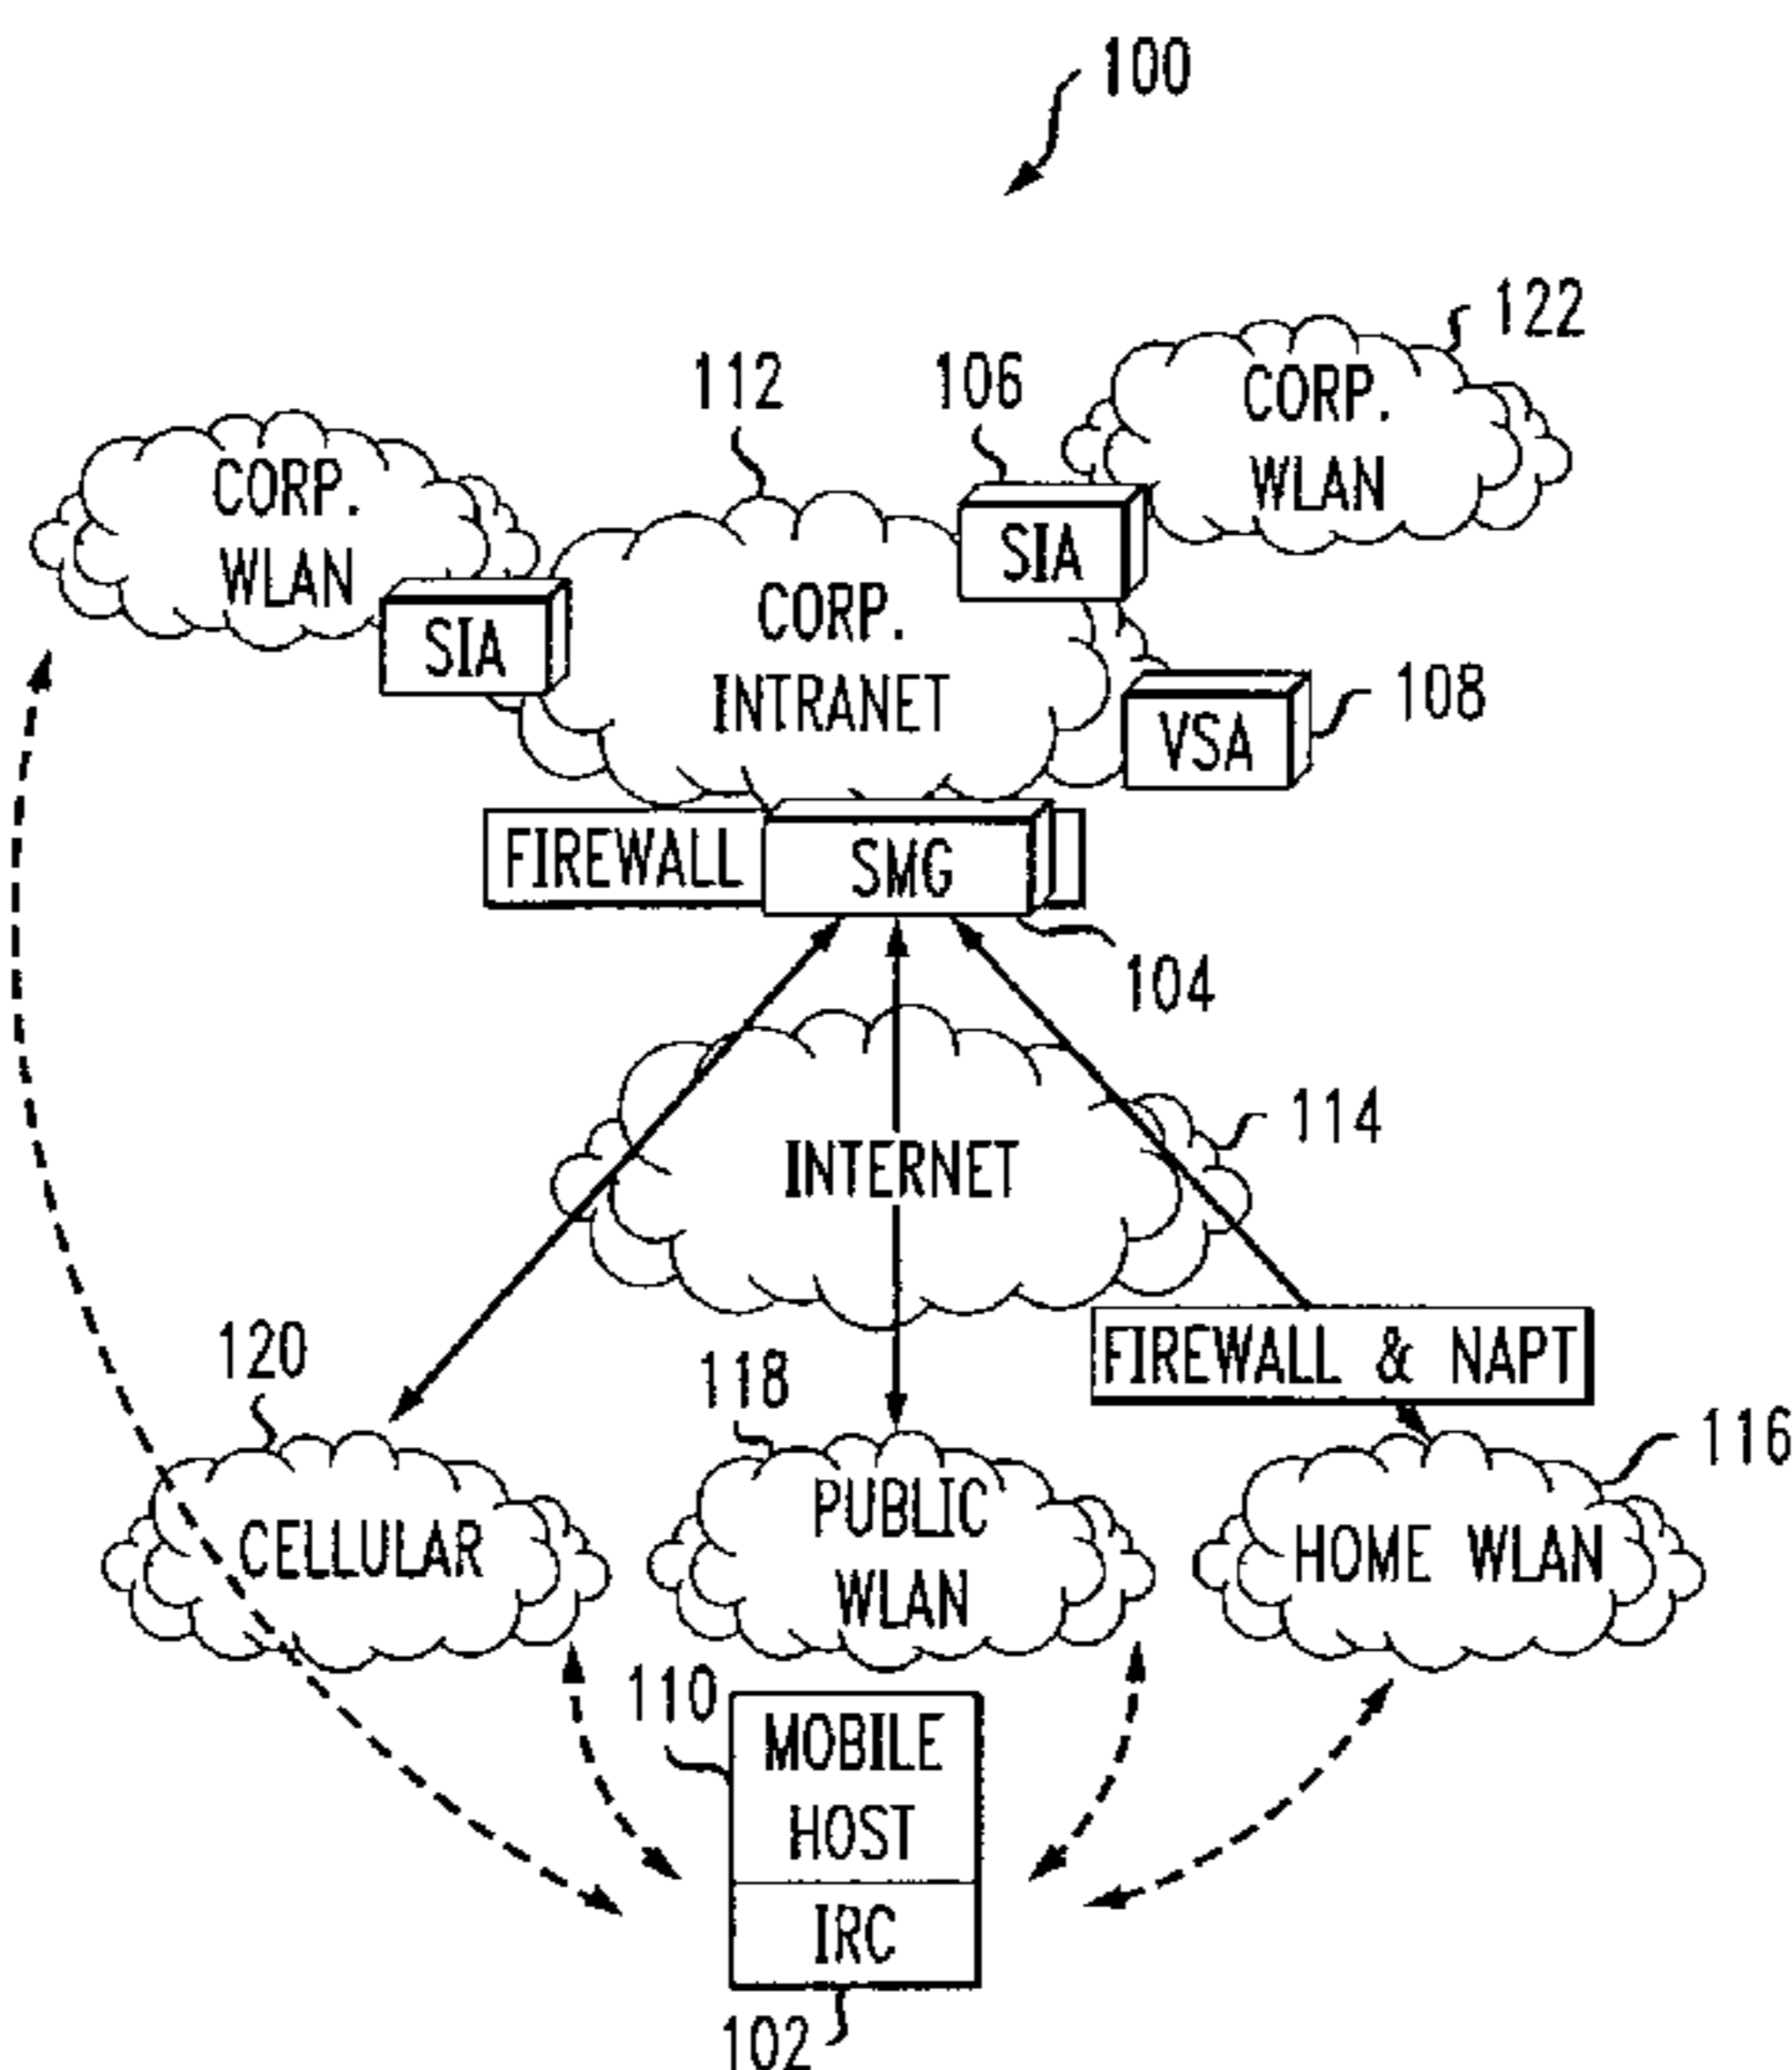 100
122
112
106
CORP.
WLAN
CORP.
WLAN
SIA
SIA
CORP.
INTRANET
108
VSA
FIREWALL
SMG
104
114
INTERNET
FIREWALL & NAPT
120
118
116
CELLULAR
PUBLIC
WLAN
HOME WLAN
110
MOBILE
HOST
IRC
102